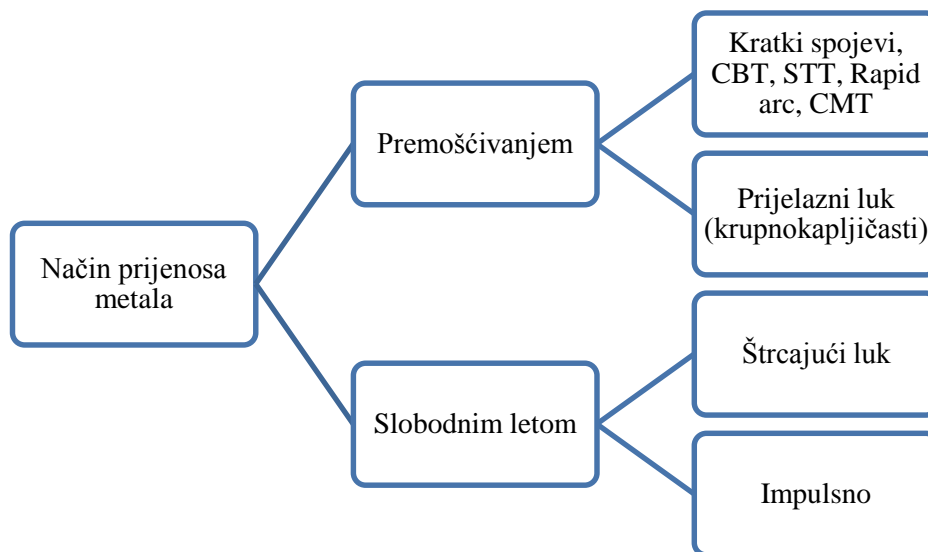 Kratki spojevi,
CBT, STT, Rapid
arc, CMT
Premošćivanjem
Prijelazni luk
(krupnokapljičasti)
Način prijenosa
metala
Štrcajući luk
Slobodnim letom
Impulsno